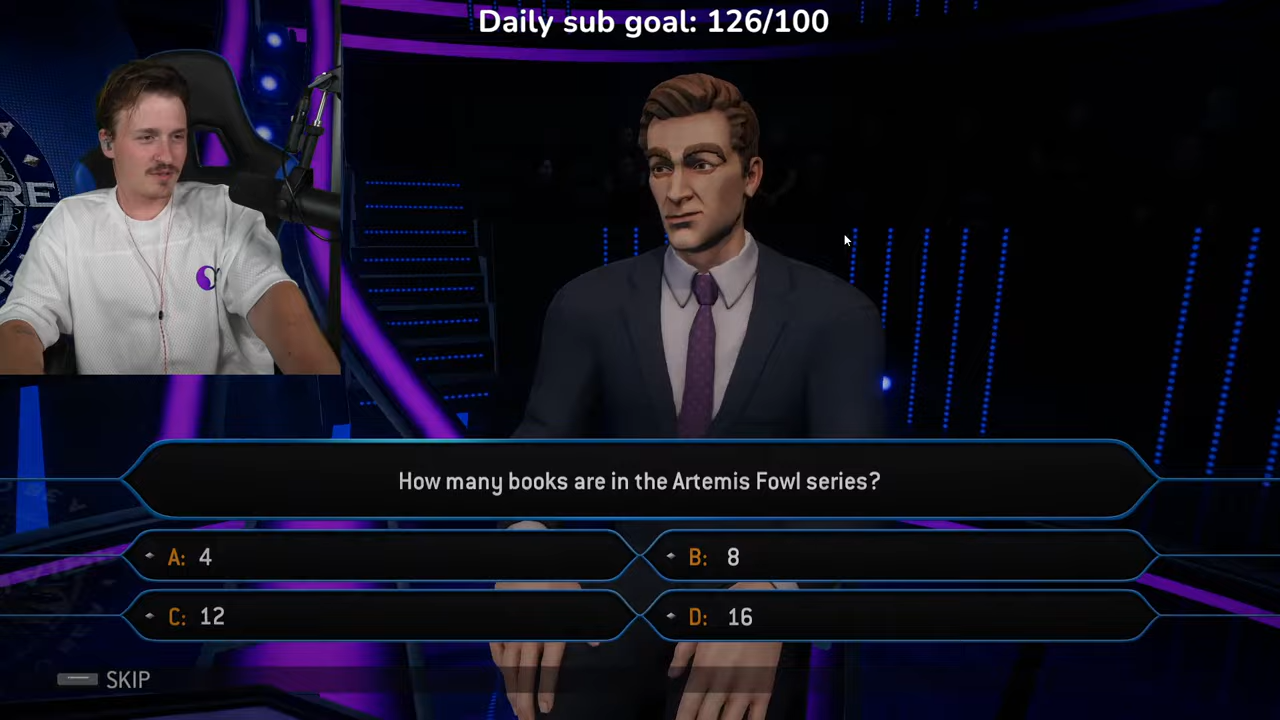 Daily sub goal: 126/100
How many books are in the Artemis Fowl series?
A: 4
B: 8
C: 12
D: 16
SKIP